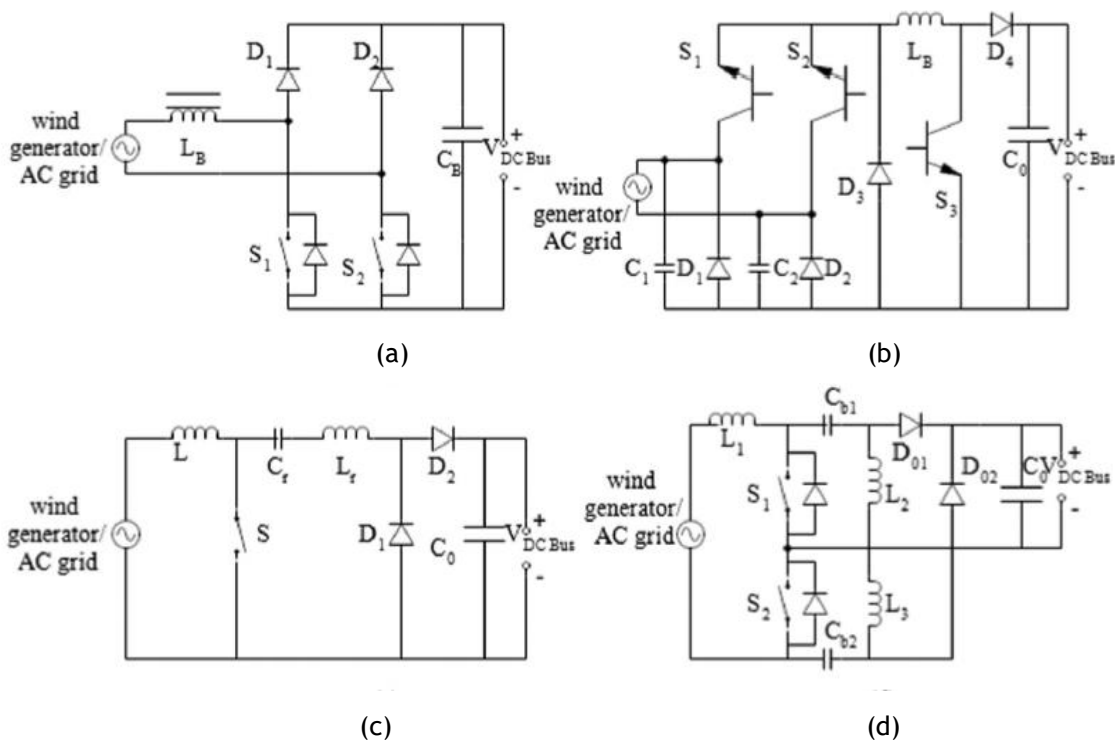 D1
D2
wind
generator/
AC grid
LB
CB
V
+
DC Bus
-
S1
S2
(a)
S1
S2
LB
D4
wind
generator/
AC grid
D3
S3
C0
V
+
DC Bus
-
C1
D1
C2
D2
(b)
L
Cr
Lr
D2
wind
generator/
AC grid
S
D1
C0
V
+
DC Bus
-
(c)
Cb1
L1
D01
D02
C0
V
+
DC Bus
-
wind
generator/
AC grid
S1
L2
S2
L3
Cb2
(d)